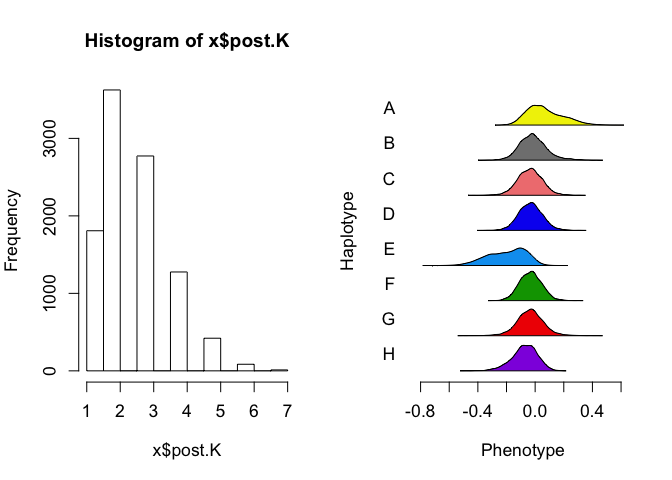 Histogram of x$post.K
Frequency
0
1000
2000
3000
1 2 3 4 5 6 7
x$post.K
Haplotype
A
B
C
D
E
F
G
H
-0.8 -0.4 0.0 0.4
Phenotype